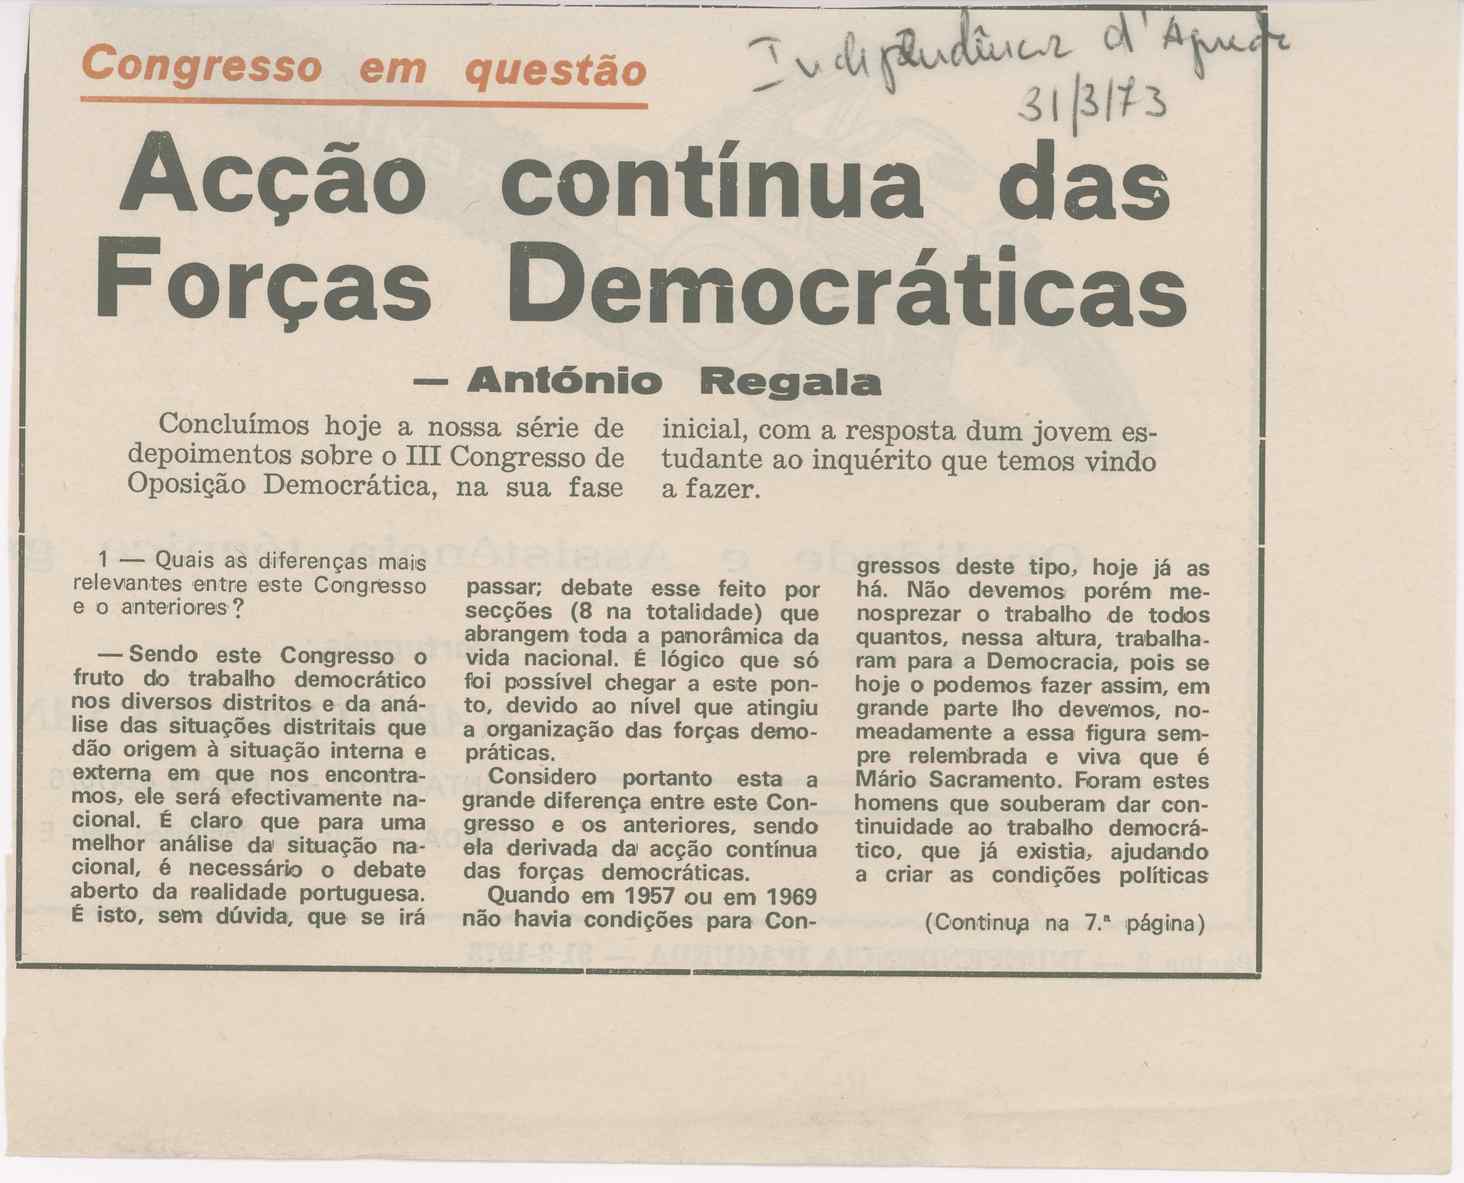 Congresso em questão
Independência d'Agueda
31/3/73
Acção contínua das
Forças Democráticas
— António Regala
Concluímos hoje a nossa série de
depoimentos sobre o III Congresso de
Oposição Democrática, na sua fase
inicial, com a resposta dum jovem es-
tudante ao inquérito que temos vindo
a fazer.
1 — Quais as diferenças mais
relevantes entre este Congresso
e o anteriores?
— Sendo este Congresso o
fruto do trabalho democrático
nos diversos distritos e da aná-
lise das situações distritais que
dão origem à situação interna e
externa em que nos encontra-
mos, ele será efectivamente na-
cional. É claro que para uma
melhor análise da situação na-
cional, é necessário o debate
aberto da realidade portuguesa.
É isto, sem dúvida, que se irá
passar; debate esse feito por
secções (8 na totalidade) que
abrangem toda a panorâmica da
vida nacional. É lógico que só
foi possível chegar a este pon-
to, devido ao nível que atingiu
a organização das forças demo-
práticas.
Considero portanto esta a
grande diferença entre este Con-
gresso e os anteriores, sendo
ela derivada da acção contínua
das forças democráticas.
Quando em 1957 ou em 1969
não havia condições para Con-
gressos deste tipo, hoje já as
há. Não devemos porém me-
nosprezar o trabalho de todos
quantos, nessa altura, trabalha-
ram para a Democracia, pois se
hoje o podemos fazer assim, em
grande parte lho devemos, no-
meadamente a essa figura sem-
pre relembrada e viva que é
Mário Sacramento. Foram estes
homens que souberam dar con-
tinuidade ao trabalho democrá-
tico, que já existia, ajudando
a criar as condições políticas
(Continua na 7.ª página)